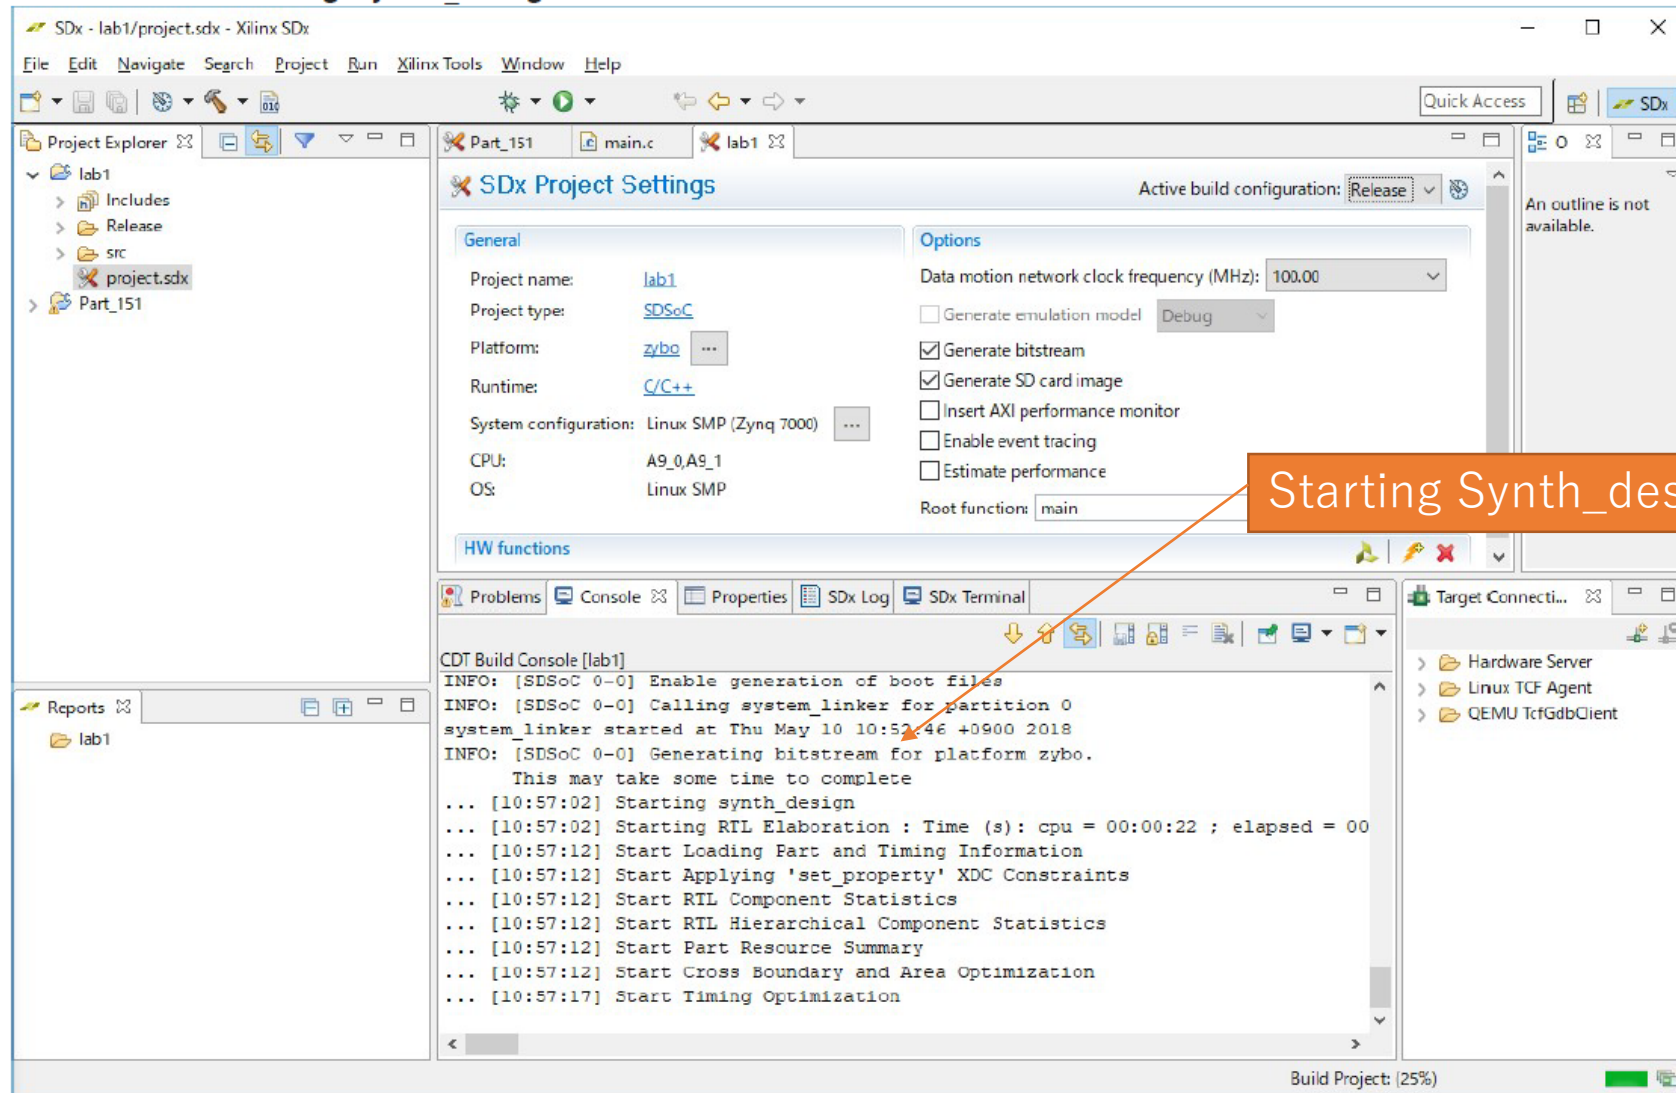 SDx - lab1/project.sdx - Xilinx SDx
File Edit Navigate Search Project Run Xilinx Tools Window Help
Quick Access
SDx
Project Explorer
lab1
Includes
Release
src
project.sdx
Part_151
Part_151 main.c lab1
SDx Project Settings
Active build configuration: Release
General
Project name: lab1
Project type: SDSoC
Platform: zybo ...
Runtime: C/C++
System configuration: Linux SMP (Zynq 7000) ...
CPU: A9_0,A9_1
OS: Linux SMP
Options
Data motion network clock frequency (MHz): 100.00
Generate emulation model Debug
Generate bitstream
Generate SD card image
Insert AXI performance monitor
Enable event tracing
Estimate performance
Root function: main
HW functions
O
An outline is not
available.
Starting Synth_des
Problems Console Properties SDx Log SDx Terminal
CDT Build Console [lab1]
INFO: [SDSoC 0-0] Enable generation of boot files
INFO: [SDSoC 0-0] Calling system_linker for partition 0
system_linker started at Thu May 10 10:52:46 +0900 2018
INFO: [SDSoC 0-0] Generating bitstream for platform zybo.
This may take some time to complete
... [10:57:02] Starting synth_design
... [10:57:02] Starting RTL Elaboration : Time (s): cpu = 00:00:22 ; elapsed = 00
... [10:57:12] Start Loading Part and Timing Information
... [10:57:12] Start Applying 'set_property' XDC Constraints
... [10:57:12] Start RTL Component Statistics
... [10:57:12] Start RTL Hierarchical Component Statistics
... [10:57:12] Start Part Resource Summary
... [10:57:12] Start Cross Boundary and Area Optimization
... [10:57:17] Start Timing Optimization
Target Connecti...
Hardware Server
Linux TCF Agent
QEMU TcfGdbClient
Reports
lab1
Build Project: (25%)